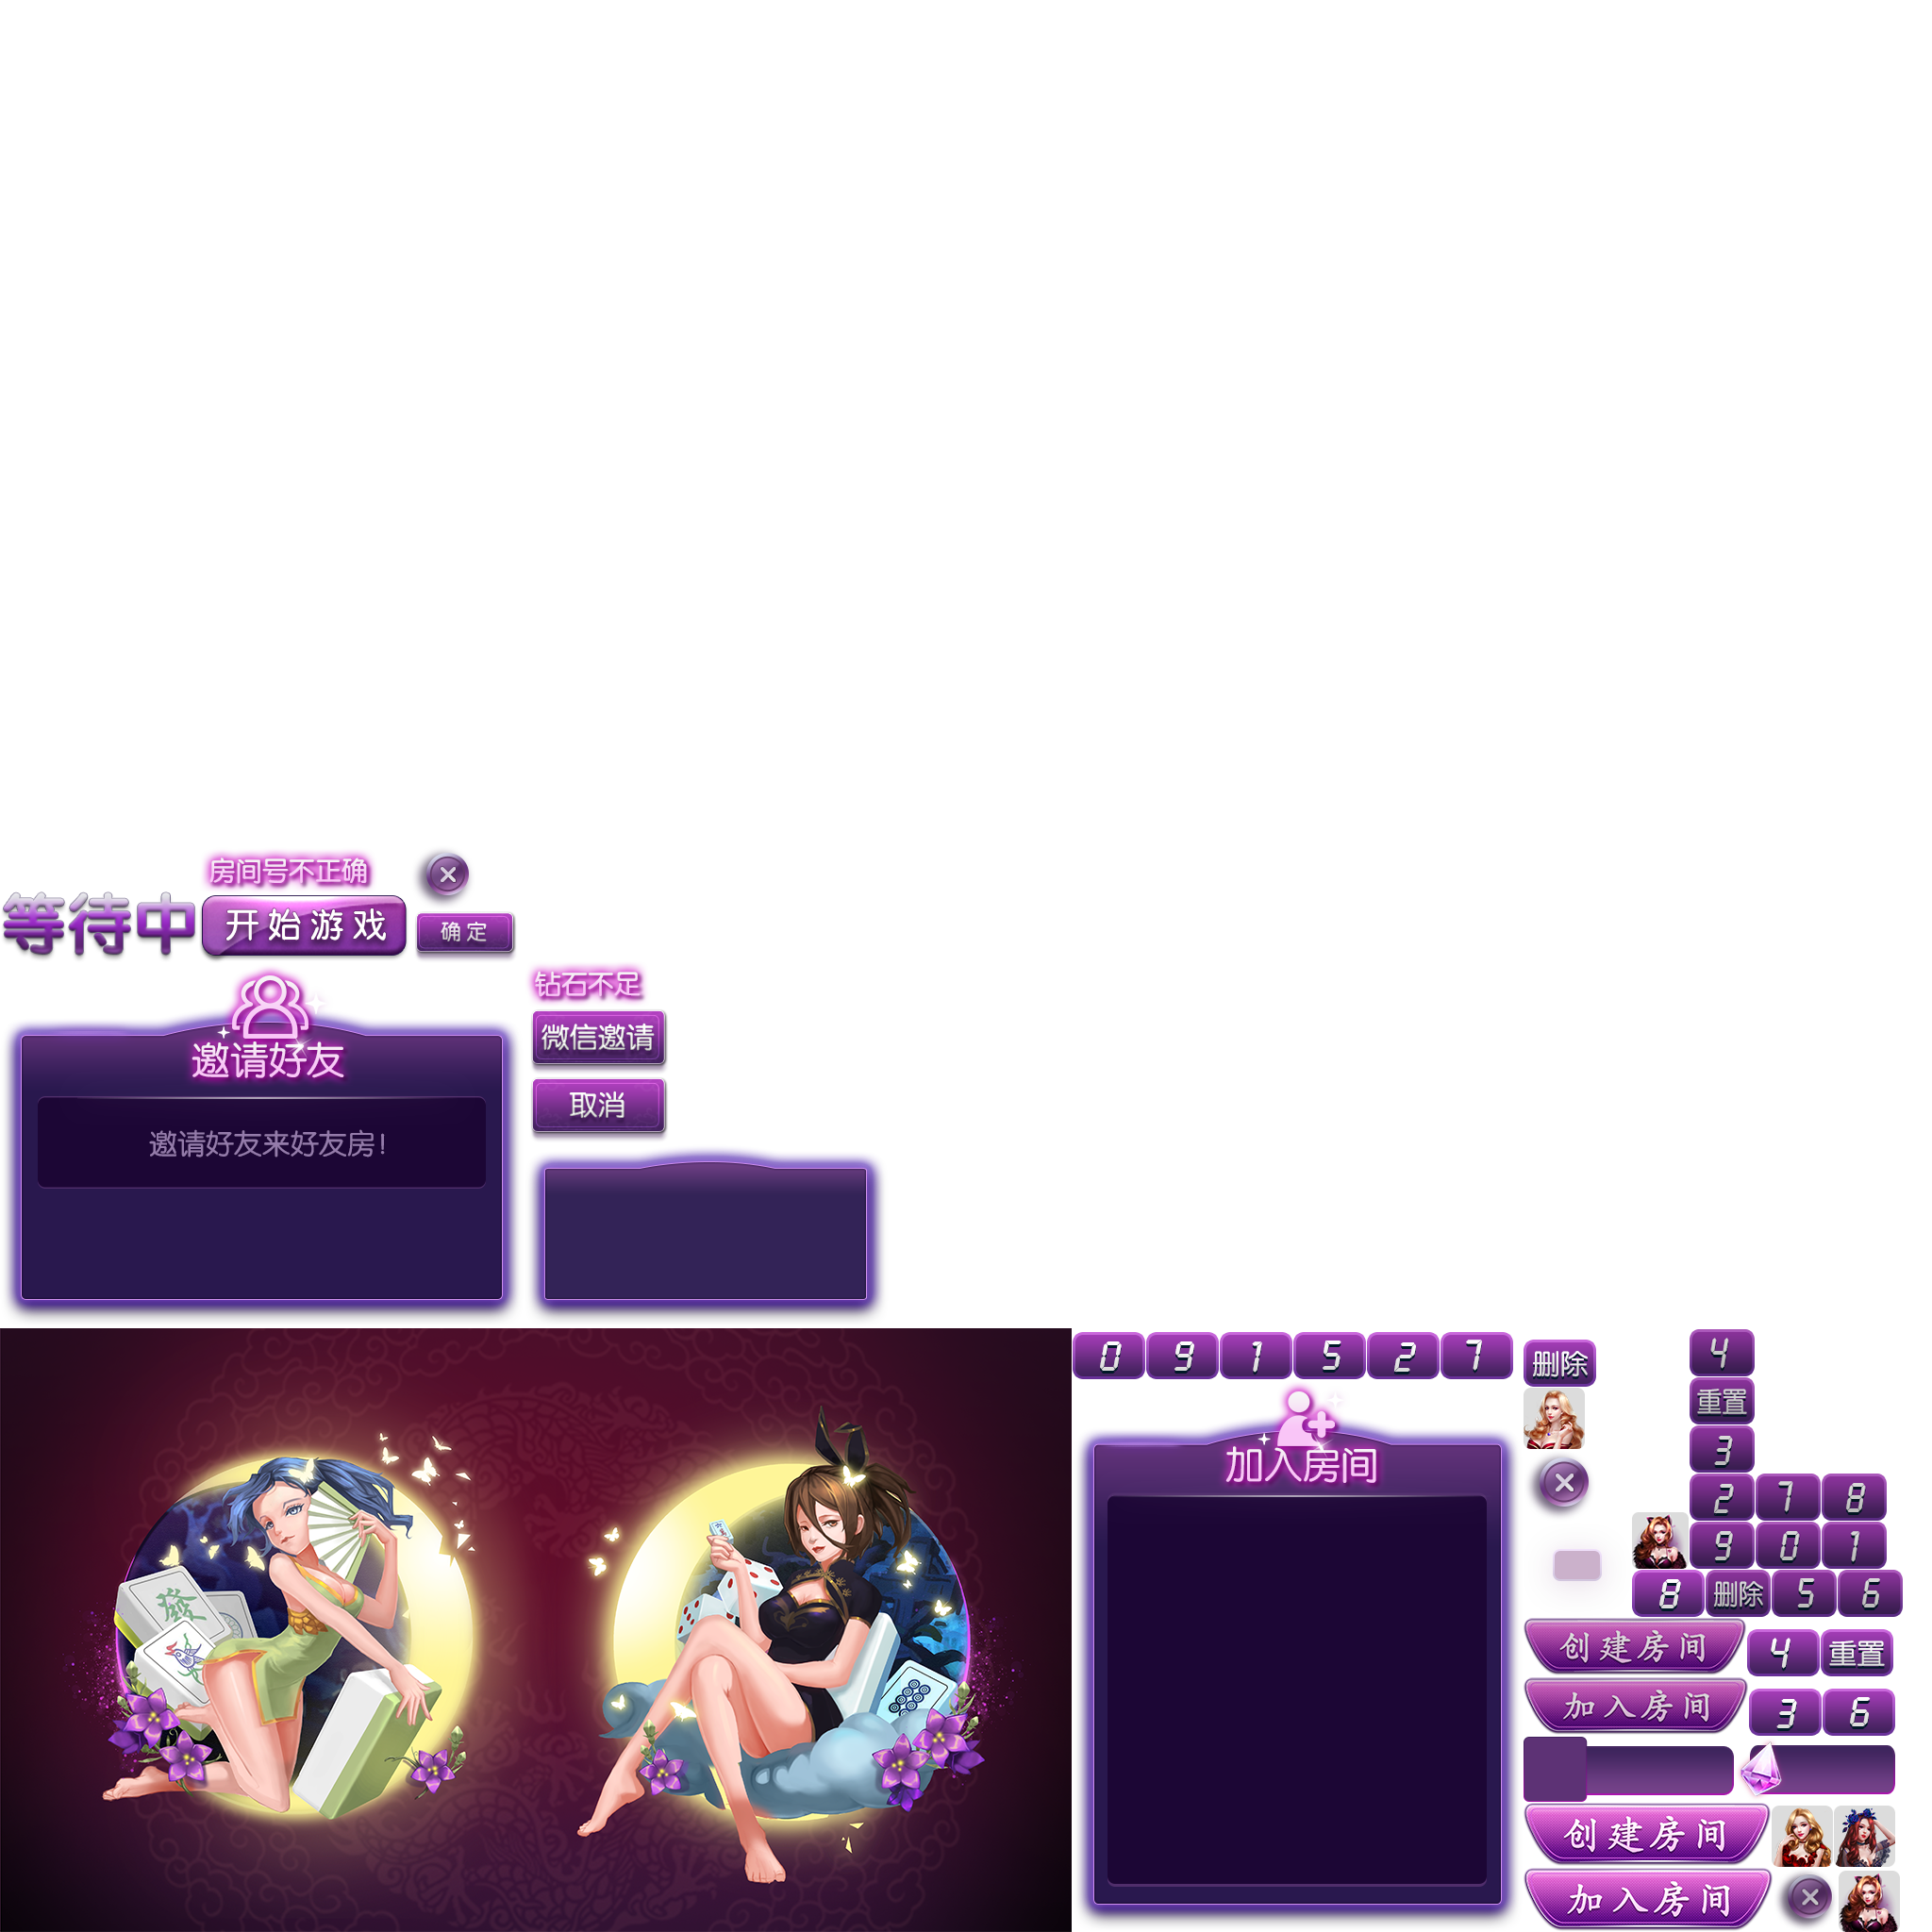 房间号不正确
等待中
开始游戏
确定
钻石不足
微信邀请
邀请好友
取消
邀请好友来好友房！
0 9 1 5 2 7
删除
4
重置
3
加入房间
2 7 8
9 0 1
8 删除 5 6
發
创建房间
4 重置
加入房间
3 6
创建房间
加入房间